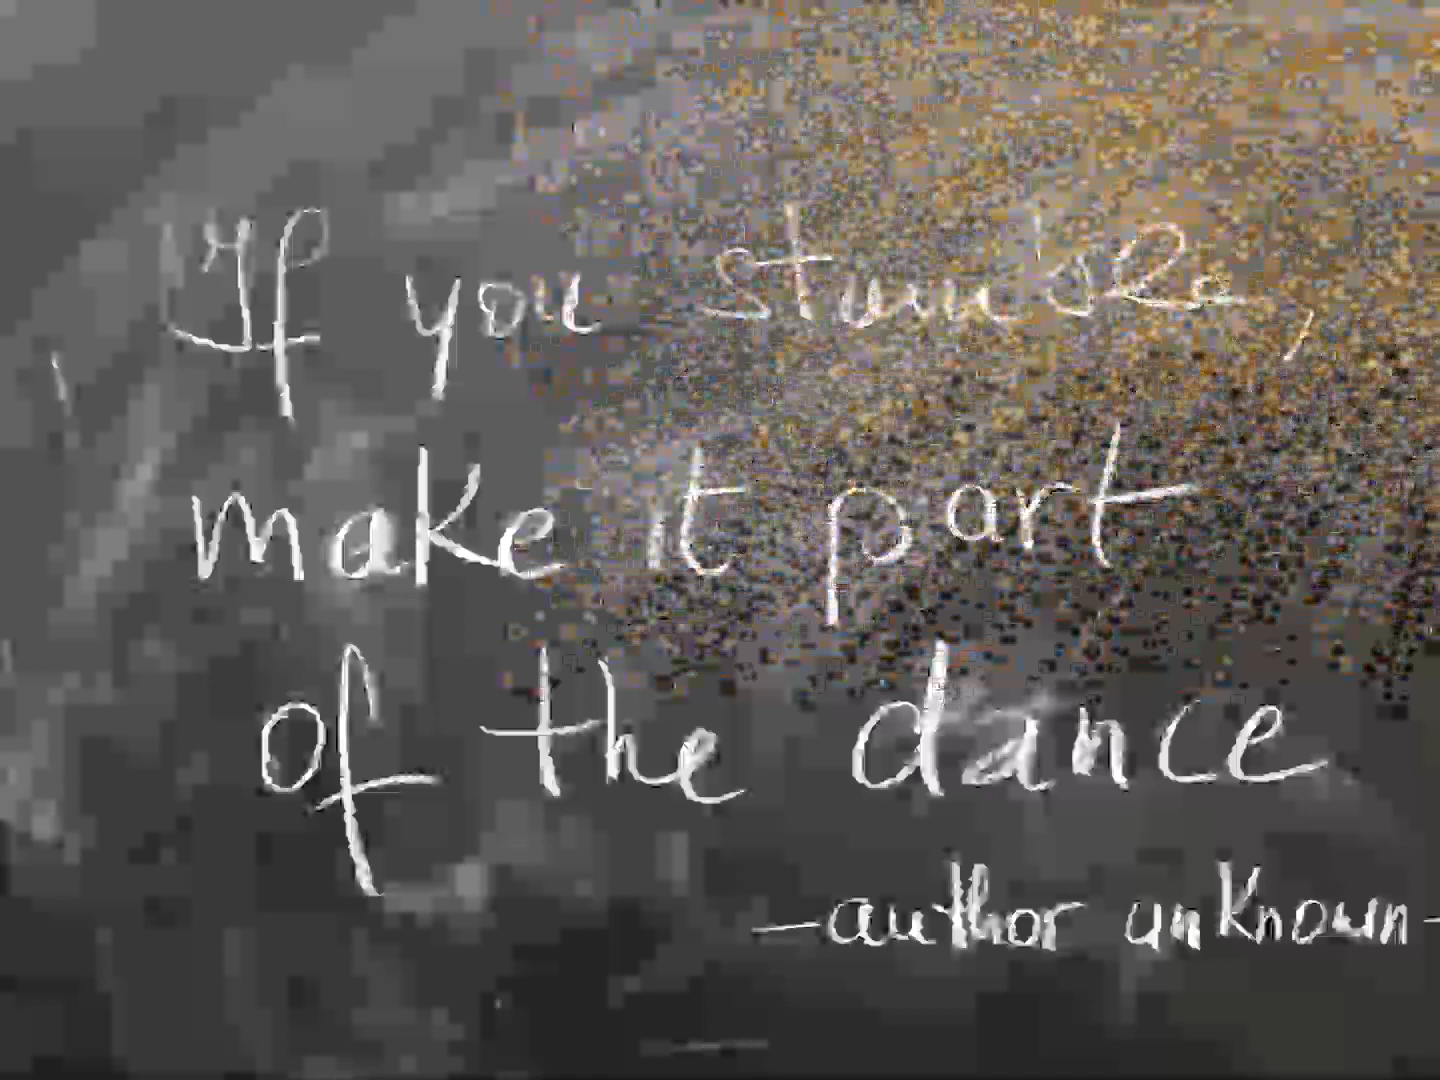 If you stumble,
make it part
of the dance
-author unknown-